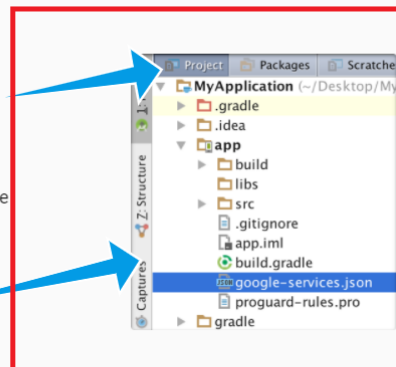 Project Packages Scratche
MyApplication (~/Desktop/My
.gradle
.idea
app
build
libs
src
.gitignore
app.iml
build.gradle
google-services.json
proguard-rules.pro
gradle
1:
Z: Structure
Captures
e